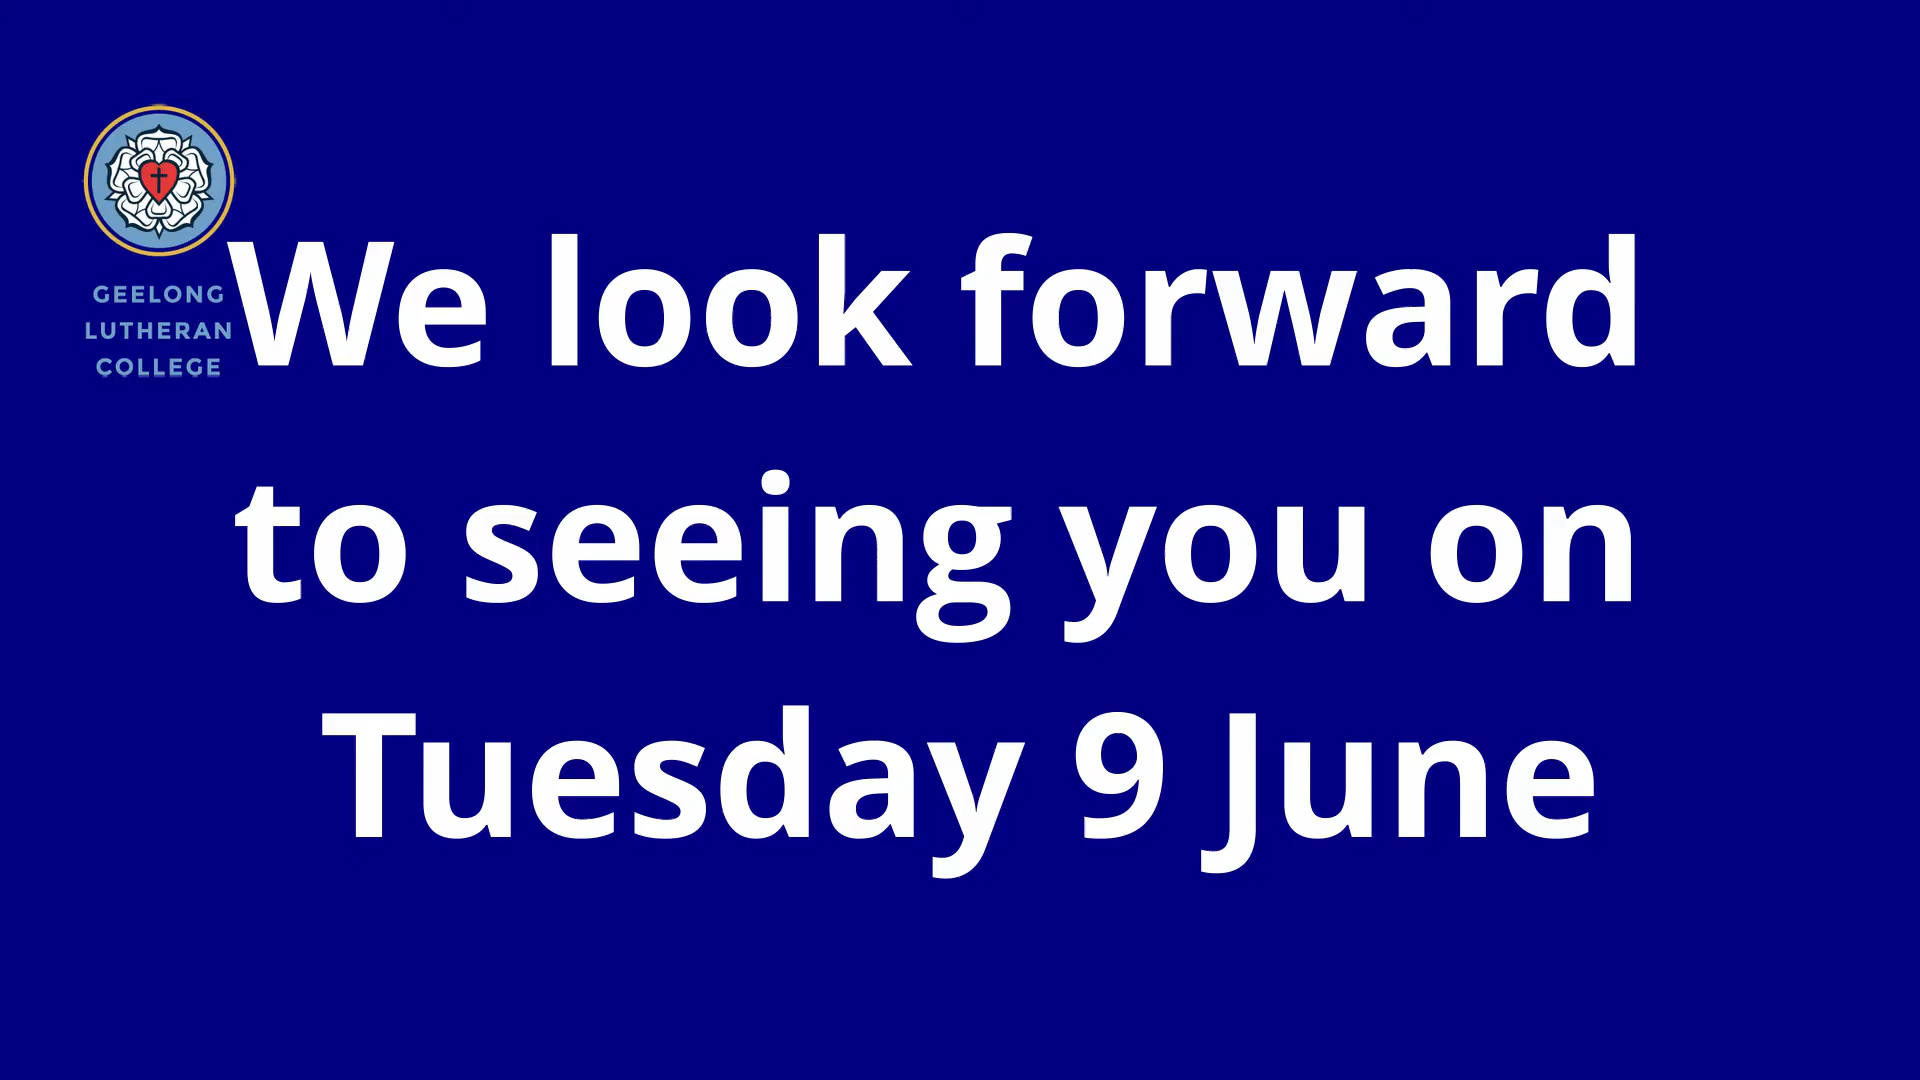 GEELONG
LUTHERAN
COLLEGE
We look forward
to seeing you on
Tuesday 9 June